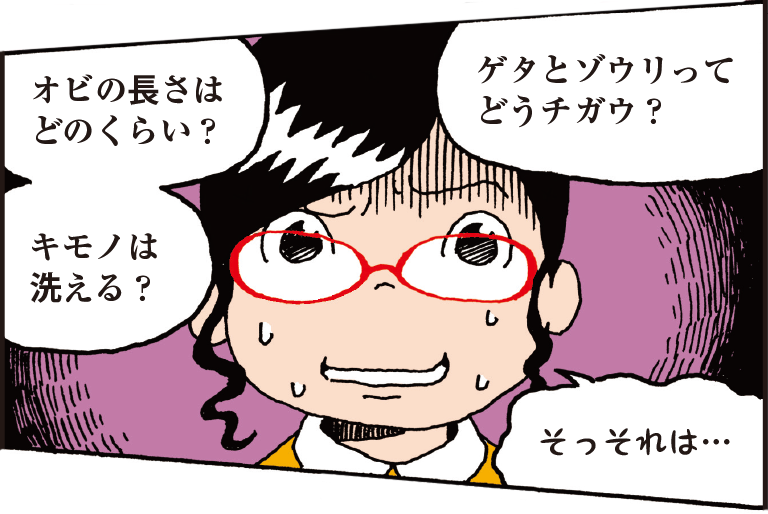 ゲタとゾウリって
どうチガウ？
オビの長さは
どのくらい？
キモノは
洗える？
そっそれは…